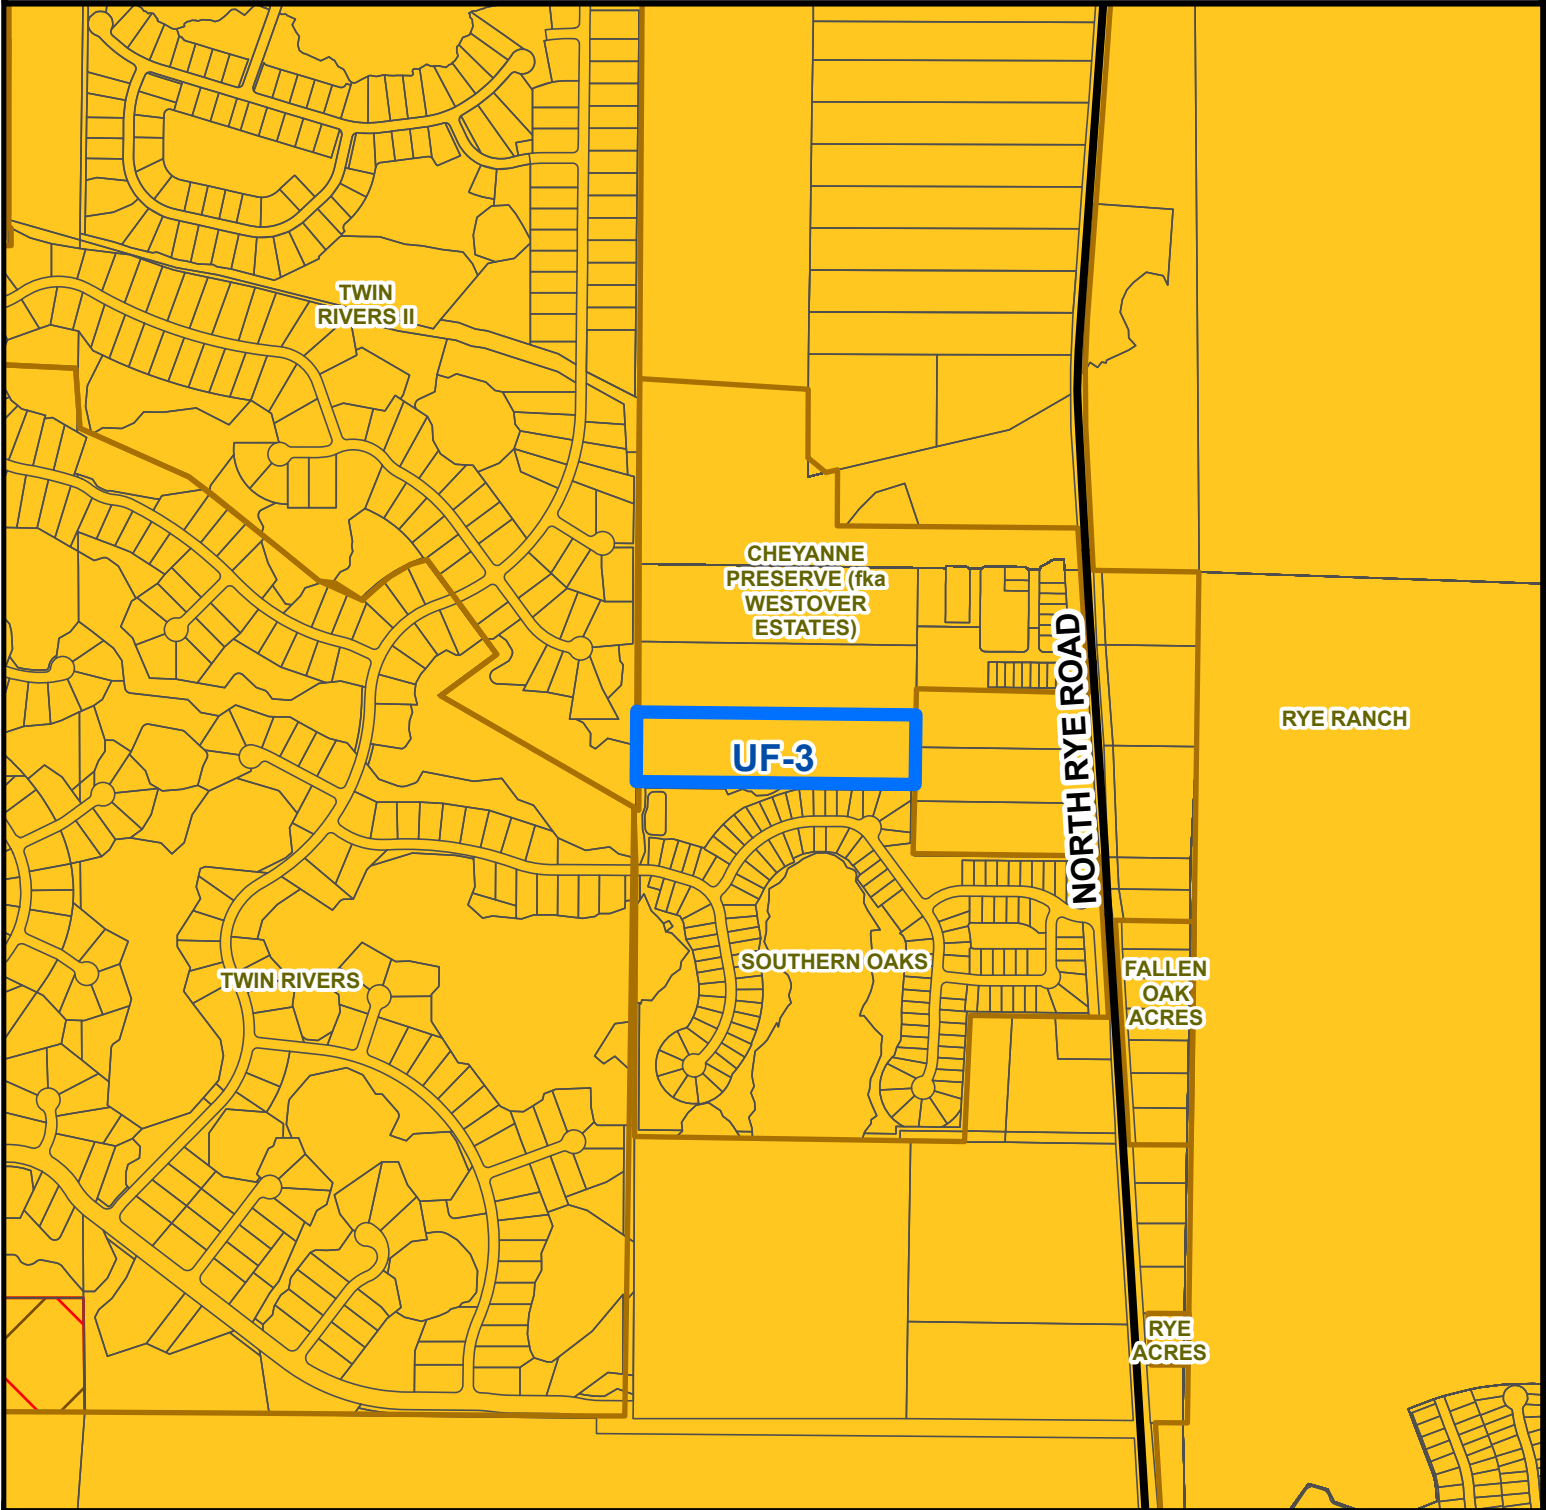 TWIN
RIVERS II
CHEYANNE
PRESERVE (fka
WESTOVER
ESTATES)
NORTH RYE ROAD
RYE RANCH
UF-3
SOUTHERN OAKS
TWIN RIVERS
FALLEN
OAK
ACRES
RYE
ACRES